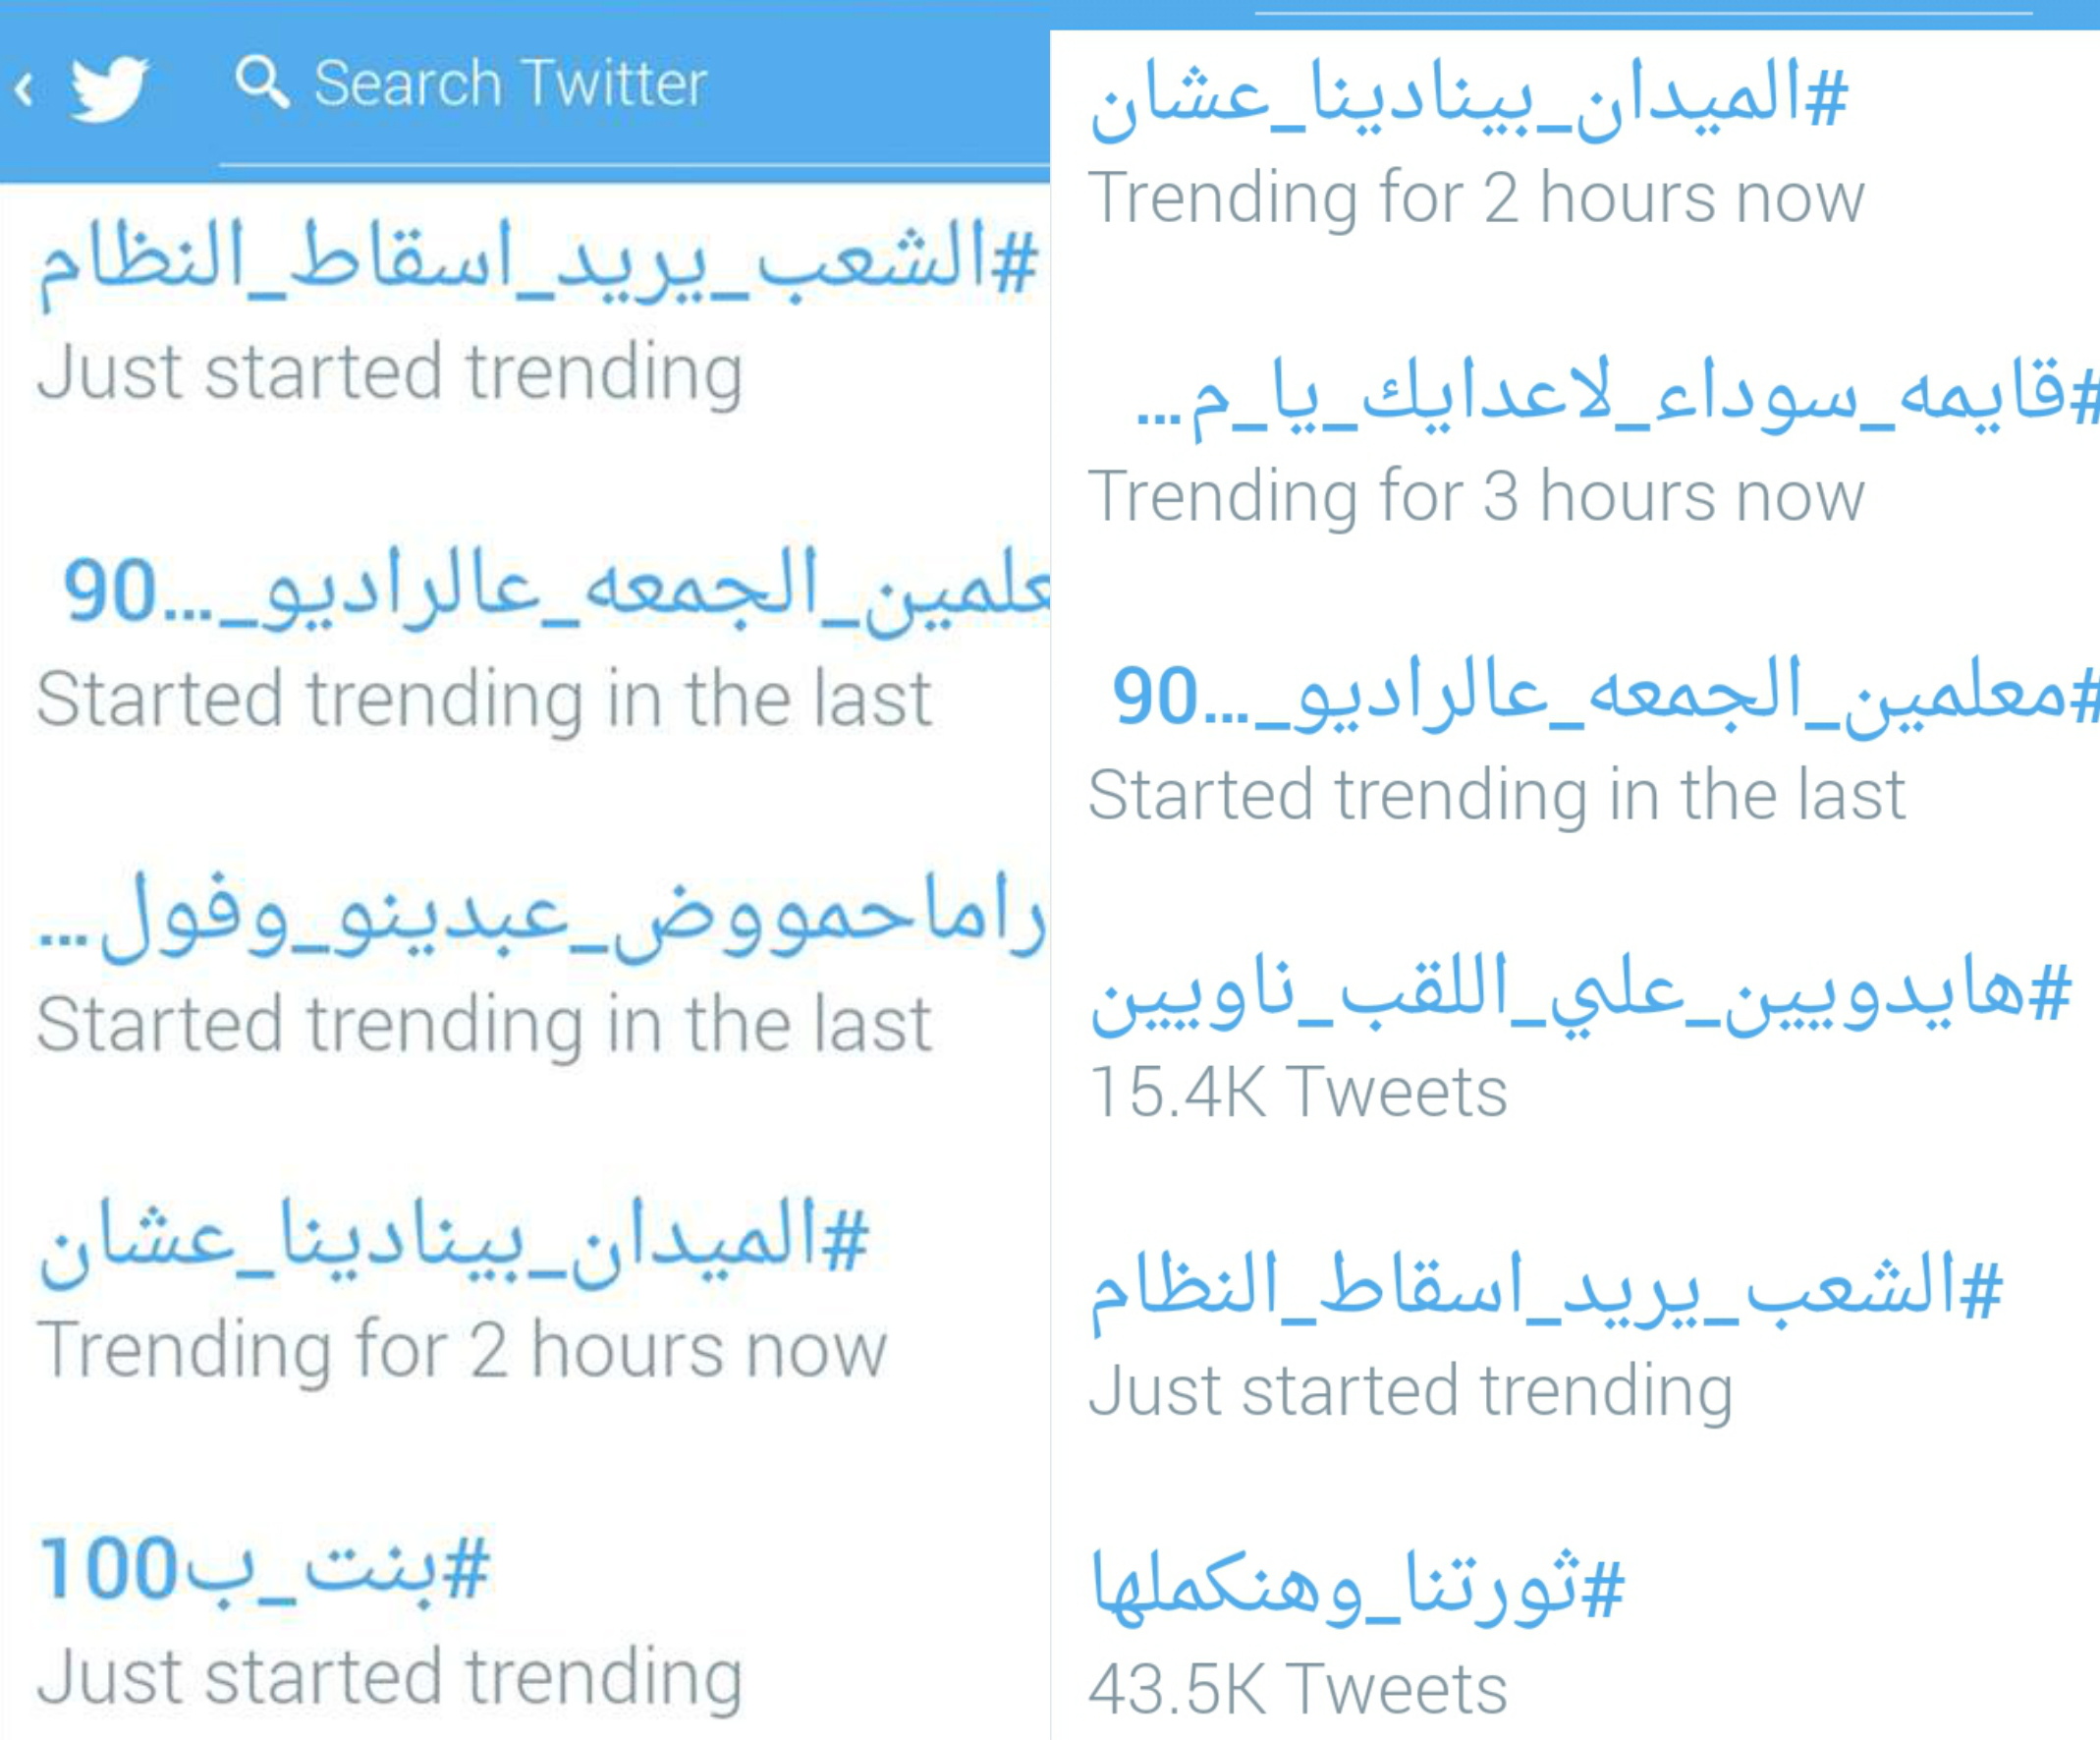 Search Twitter
#الشعب_يريد_اسقاط_النظام
Just started trending
علمين_الجمعه_عالراديو_...90
Started trending in the last
راماحمووض_عبدينو_وفول...
Started trending in the last
#الميدان_بينادينا_عشان
Trending for 2 hours now
#بنت_ب100
Just started trending
#الميدان_بينادينا_عشان
Trending for 2 hours now
#قايمه_سوداء_لاعدايك_يا_م...
Trending for 3 hours now
#معلمين_الجمعه_عالراديو_...90
Started trending in the last
#هايدويين_علي_اللقب_ناويين
15.4K Tweets
#الشعب_يريد_اسقاط_النظام
Just started trending
#ثورتنا_وهنكملها
43.5K Tweets